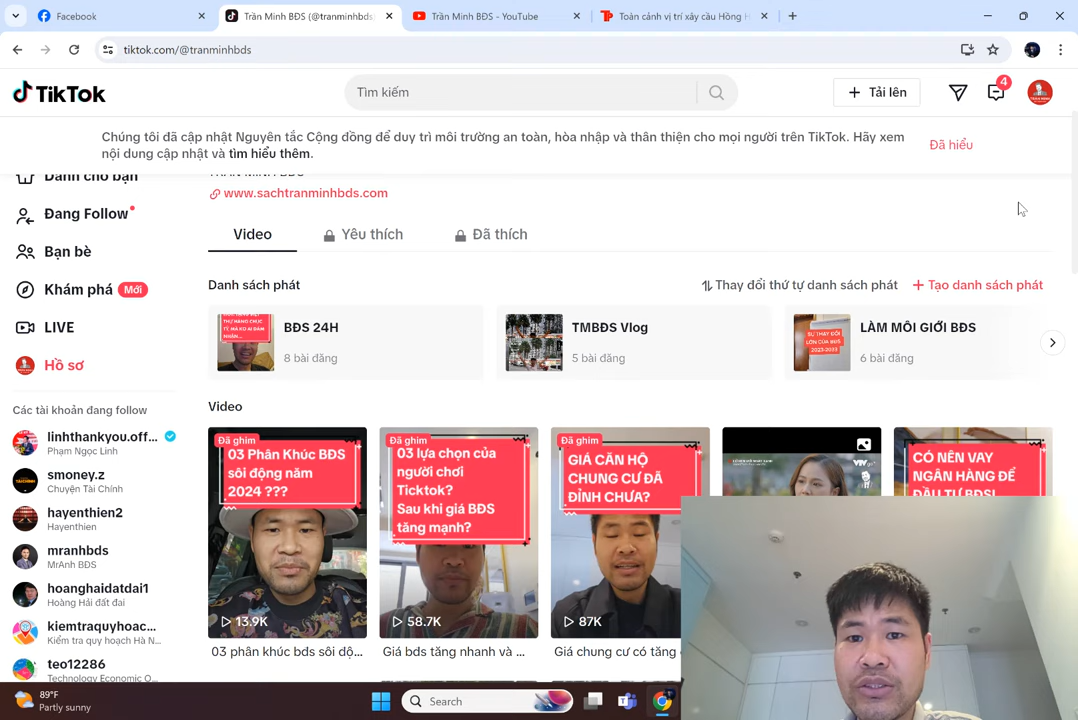 Facebook
Trần Minh BĐS (@tranminhbds
Trần Minh BĐS - YouTube
Toàn cảnh vị trí xây cầu Hồng H
tiktok.com/@tranminhbds
TikTok
Tìm kiếm
Tải lên
4
Chúng tôi đã cập nhật Nguyên tắc Cộng đồng để duy trì môi trường an toàn, hòa nhập và thân thiện cho mọi người trên TikTok. Hãy xem
nội dung cập nhật và tìm hiểu thêm.
Đã hiểu
Dành cho bạn
Đang Follow
Bạn bè
Khám phá Mới
LIVE
Hồ sơ
Các tài khoản đang follow
linhthankyou.off...
Phạm Ngọc Linh
smoney.z
Chuyện Tài Chính
hayenthien2
Hayenthien
mranhbds
MrAnh BĐS
hoanghaidatdai1
Hoàng Hải đất đai
kiemtraquyhoac...
Kiểm tra quy hoạch Hà N...
teo12286
Technology Economic O...
www.sachtranminhbds.com
Video
Yêu thích
Đã thích
Danh sách phát
Thay đổi thứ tự danh sách phát
Tạo danh sách phát
BĐS 24H
8 bài đăng
TMBĐS Vlog
5 bài đăng
SỰ THAY ĐỔI
LỚN CỦA BĐS
2023-2033
LÀM MÔI GIỚI BĐS
6 bài đăng
Video
Đã ghim
03 Phân Khúc BĐS
sôi động năm
2024 ???
13.9K
03 phân khúc bds sôi độ...
Đã ghim
03 lựa chọn của
người chơi
Ticktok?
Sau khi giá BĐS
tăng mạnh?
58.7K
Giá bds tăng nhanh và ...
Đã ghim
GIÁ CĂN HỘ
CHUNG CƯ ĐÃ
ĐỈNH CHƯA?
87K
Giá chung cư có tăng
CÓ NÊN VAY
NGÂN HÀNG ĐỂ
ĐẦU TƯ BĐS!
89°F
Partly sunny
Search